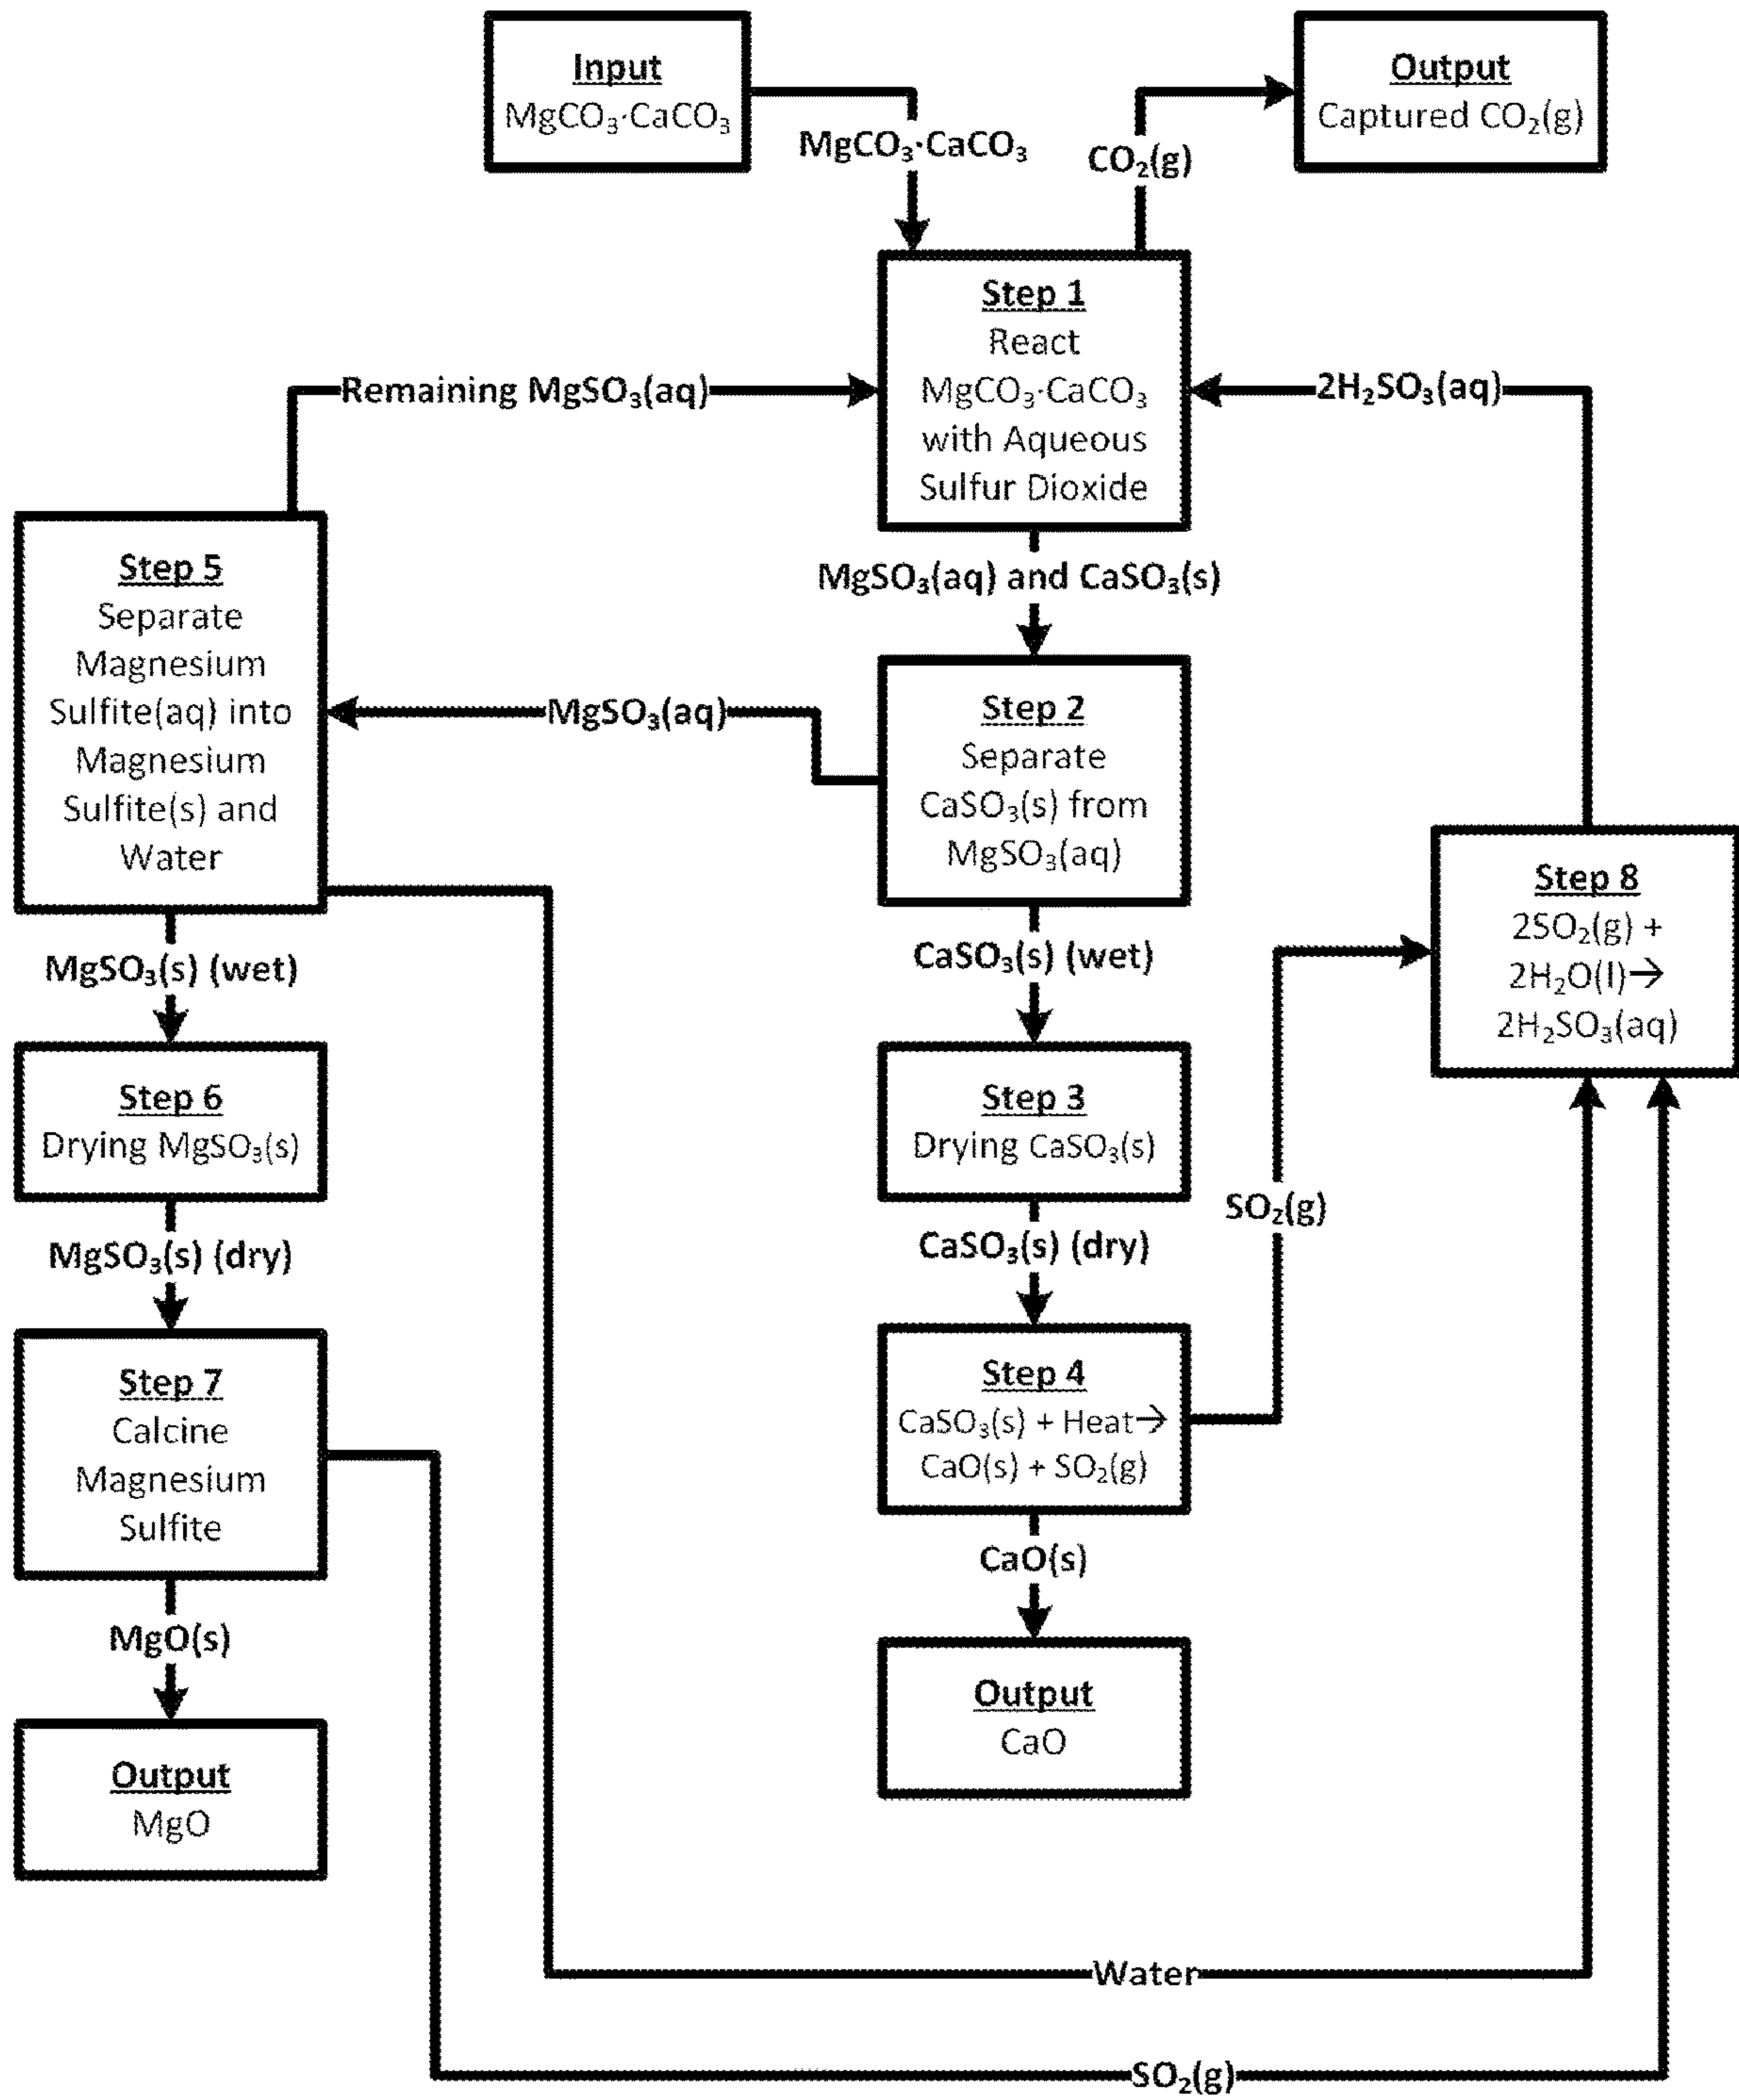 Input
MgCO₃·CaCO₃
Output
Captured CO₂(g)
MgCO₃·CaCO₃
CO₂(g)
Step 1
React
MgCO₃·CaCO₃
with Aqueous
Sulfur Dioxide
Remaining MgSO₃(aq)
2H₂SO₃(aq)
MgSO₃(aq) and CaSO₃(s)
Step 5
Separate
Magnesium
Sulfite(aq) into
Magnesium
Sulfite(s) and
Water
MgSO₃(aq)
Step 2
Separate
CaSO₃(s) from
MgSO₃(aq)
Step 8
2SO₂(g) +
2H₂O(l)→
2H₂SO₃(aq)
MgSO₃(s) (wet)
CaSO₃(s) (wet)
Step 6
Drying MgSO₃(s)
Step 3
Drying CaSO₃(s)
SO₂(g)
MgSO₃(s) (dry)
CaSO₃(s) (dry)
Step 7
Calcine
Magnesium
Sulfite
Step 4
CaSO₃(s) + Heat→
CaO(s) + SO₂(g)
MgO(s)
CaO(s)
Output
MgO
Output
CaO
Water
SO₂(g)